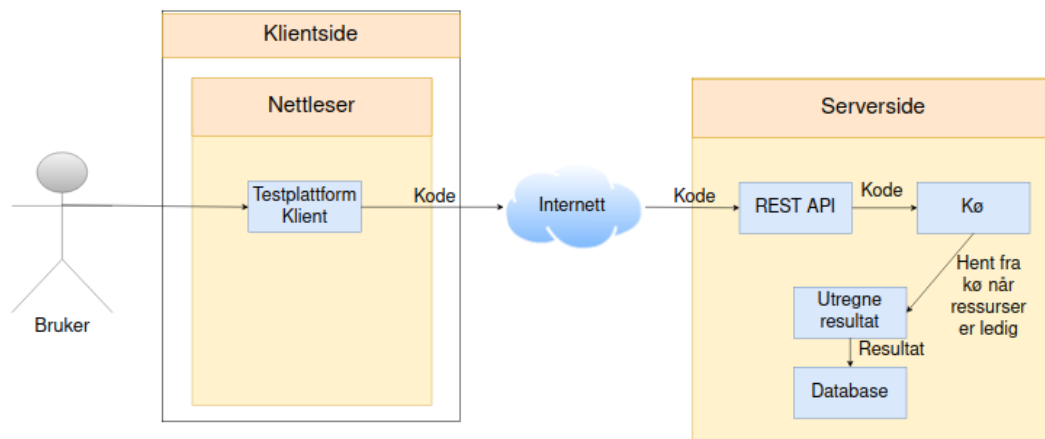 Klientside
Nettleser
Serverside
Testplattform
Klient
Kode
Internett
Kode
REST API
Kode
Kø
Hent fra
kø når
ressurser
er ledig
Utregne
resultat
Resultat
Database
Bruker